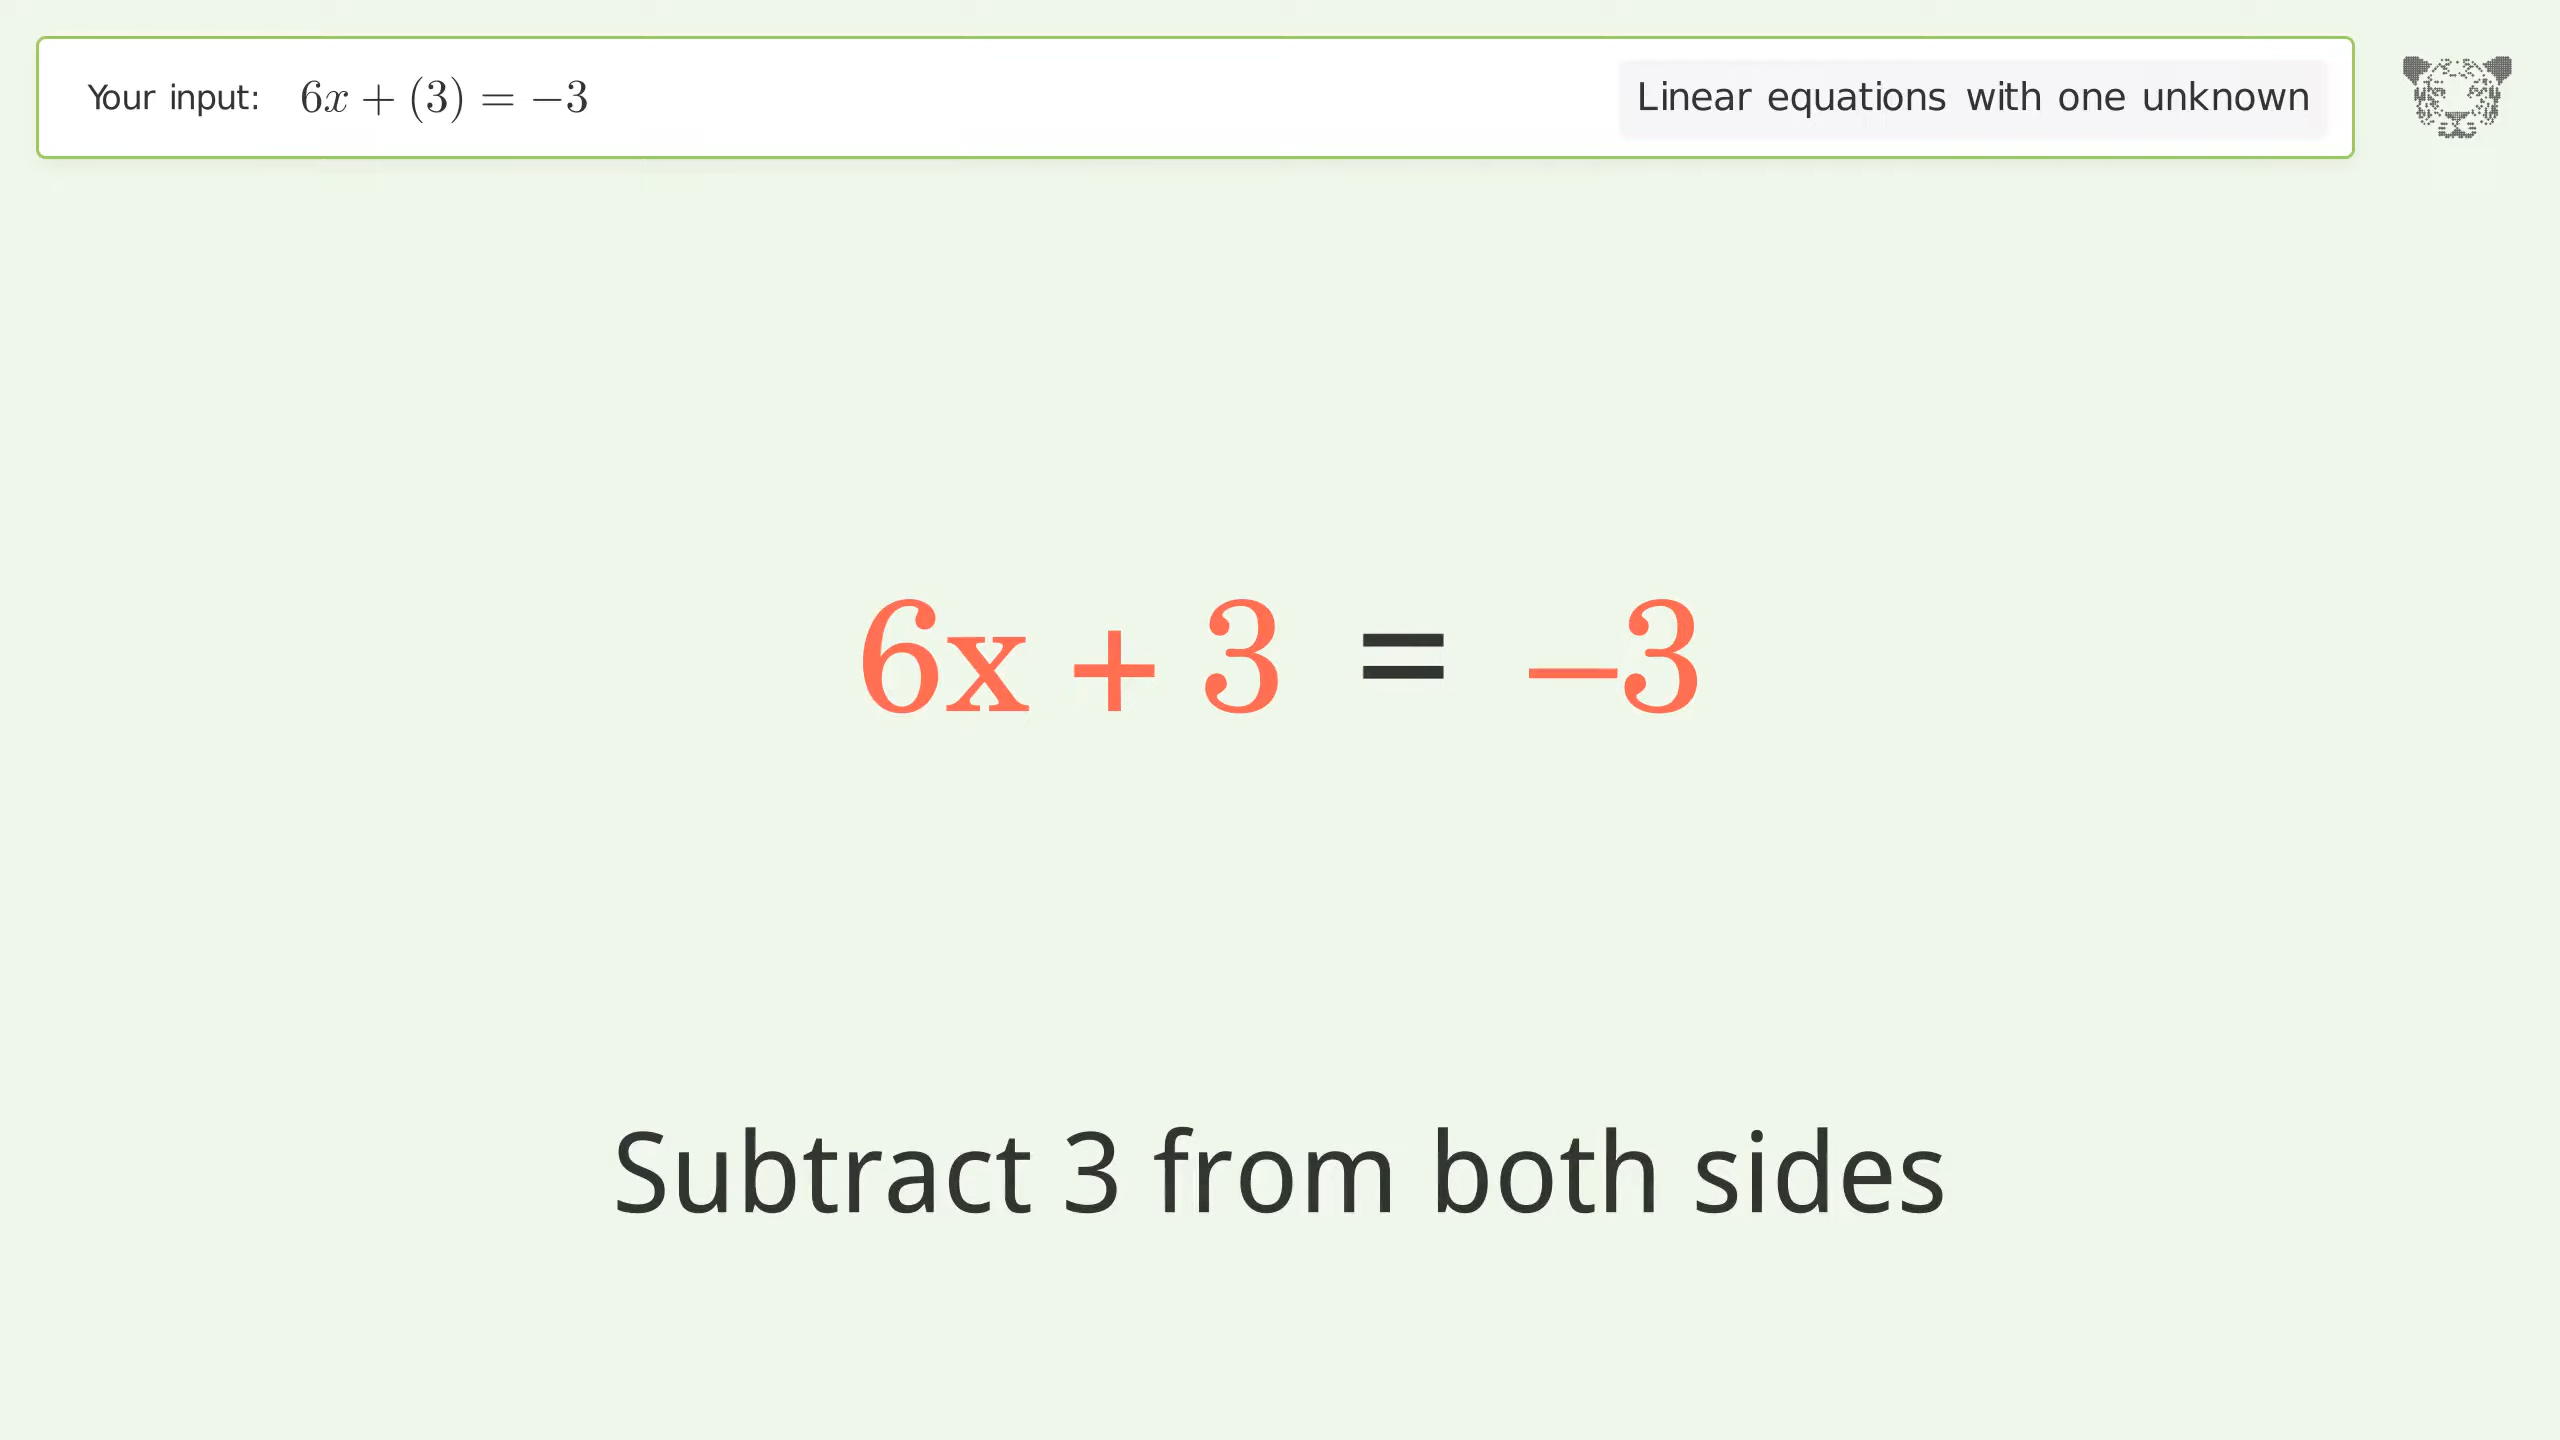 Your input: 6x + (3) = −3
Linear equations with one unknown
6x + 3 = −3
Subtract 3 from both sides